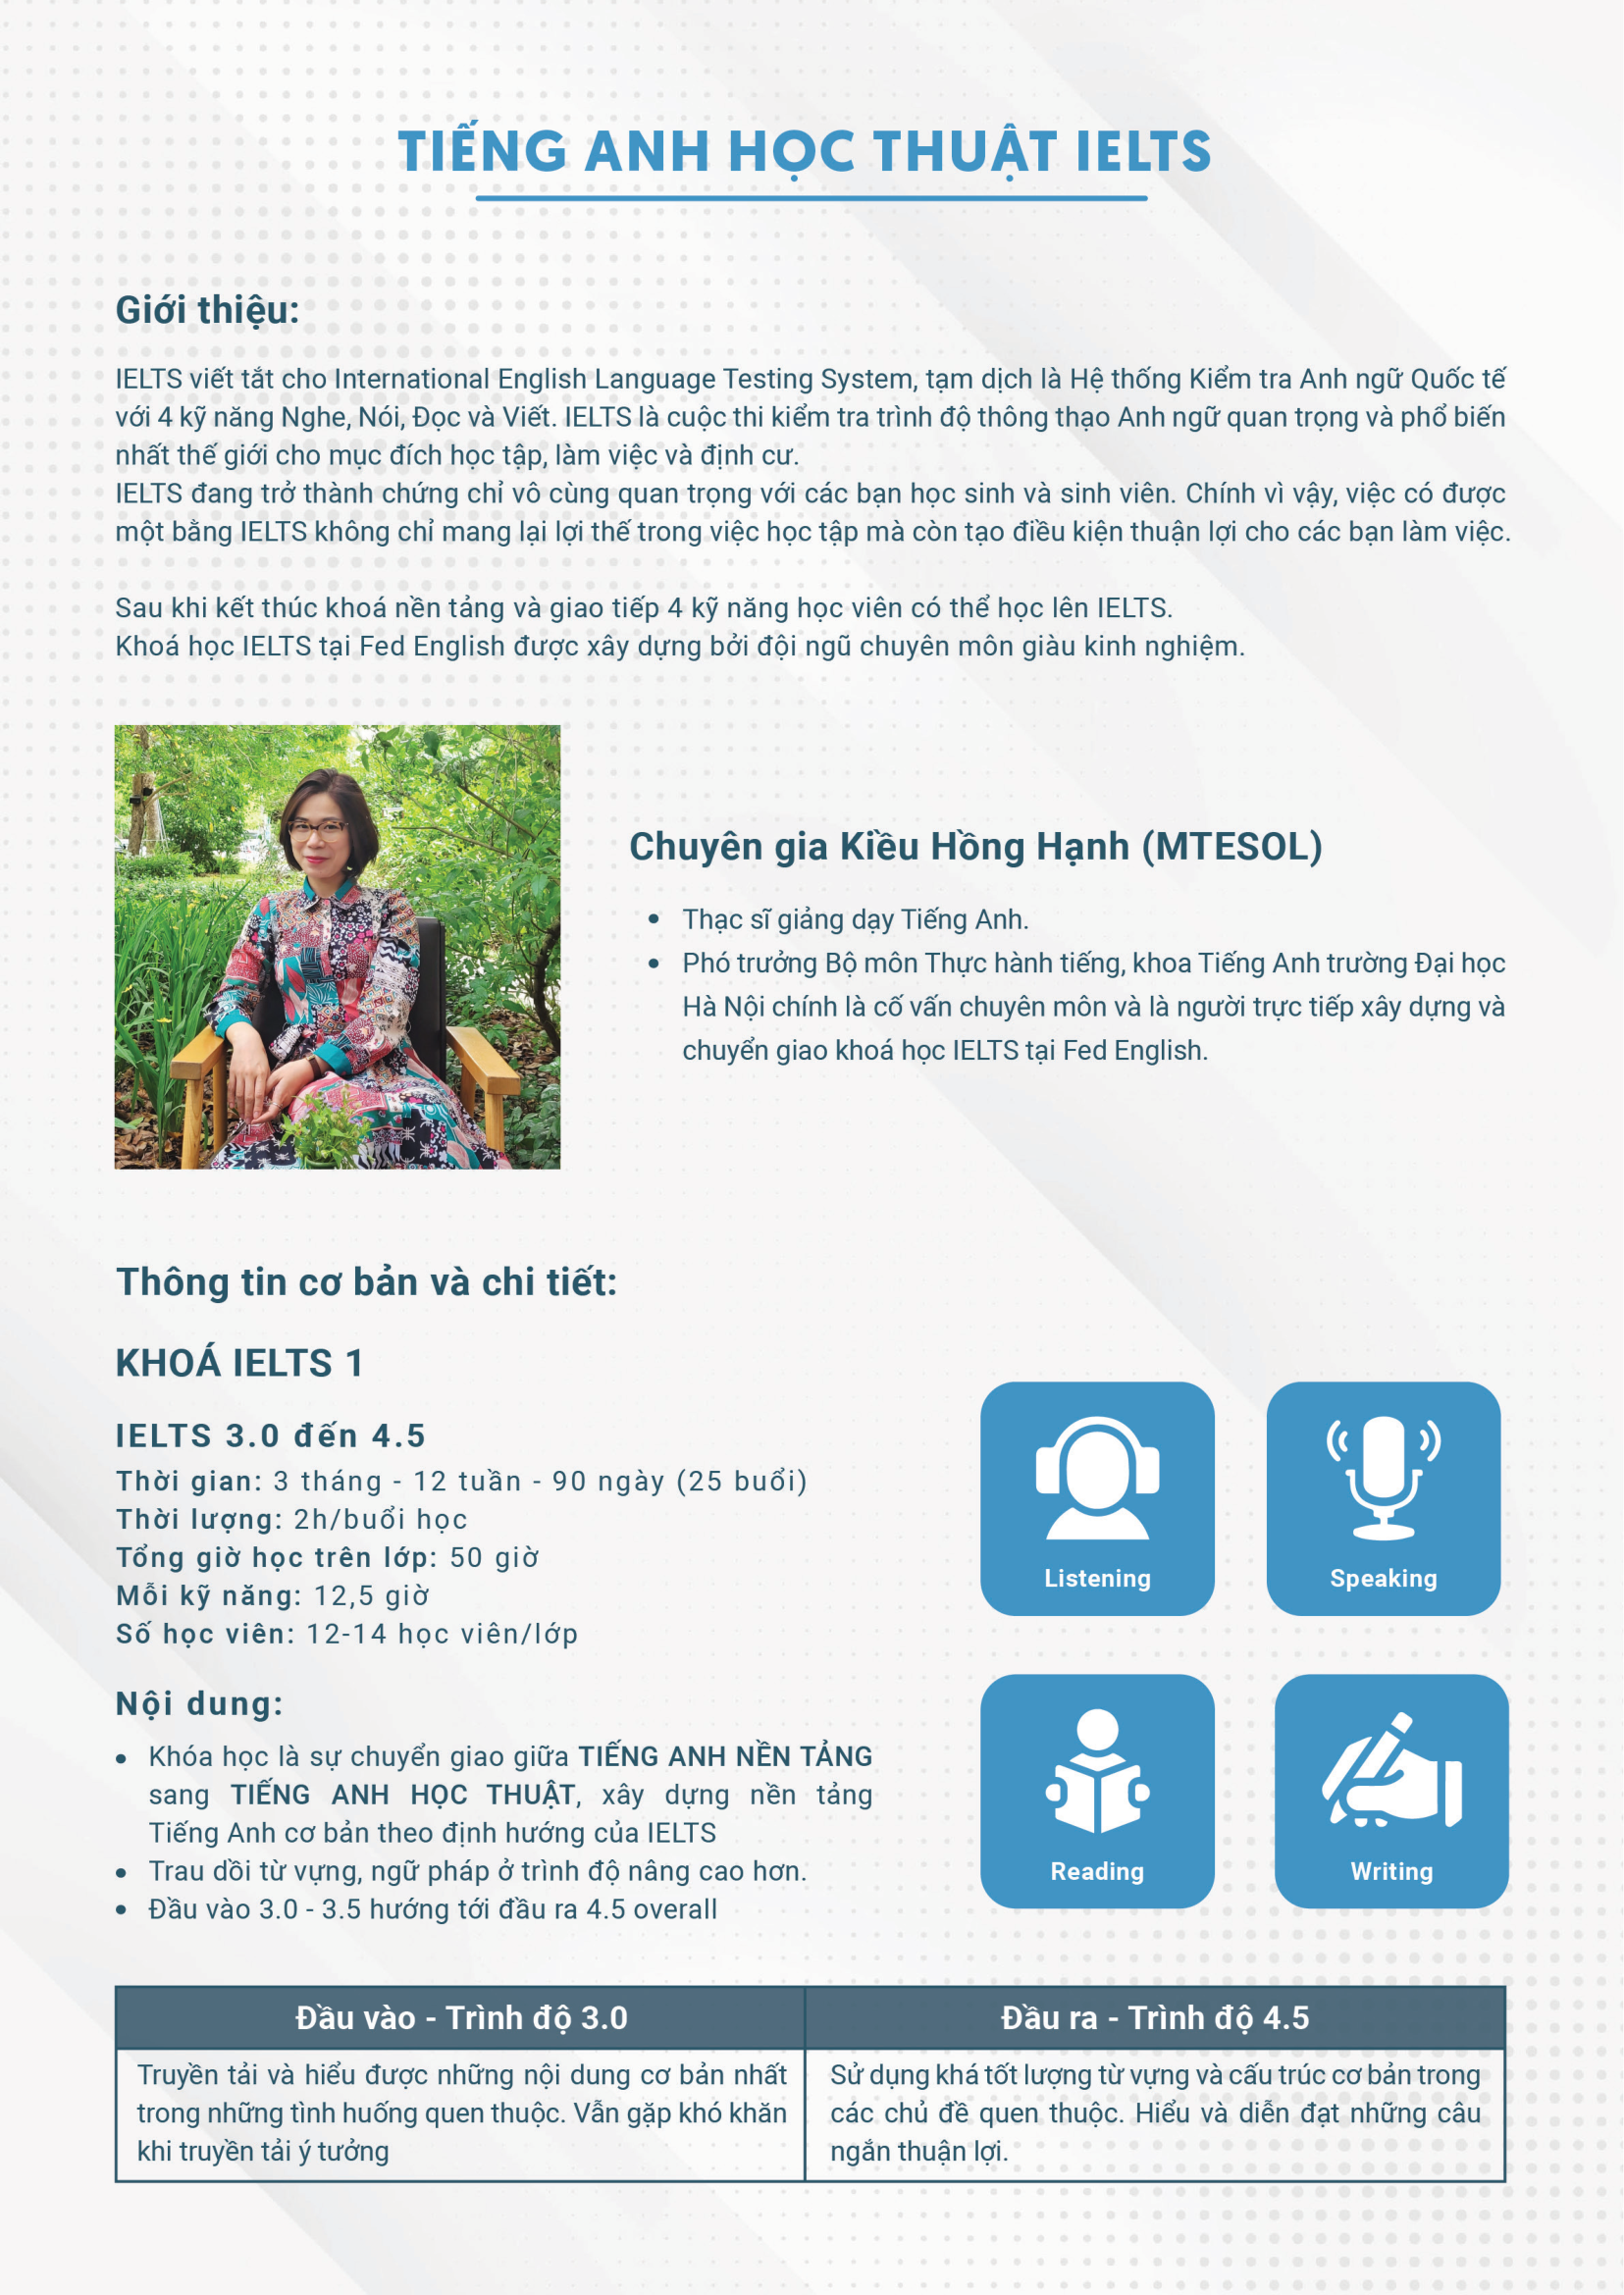 TIẾNG ANH HỌC THUẬT IELTS
Giới thiệu:
IELTS viết tắt cho International English Language Testing System, tạm dịch là Hệ thống Kiểm tra Anh ngữ Quốc tế
với 4 kỹ năng Nghe, Nói, Đọc và Viết. IELTS là cuộc thi kiểm tra trình độ thông thạo Anh ngữ quan trọng và phổ biến
nhất thế giới cho mục đích học tập, làm việc và định cư.
IELTS đang trở thành chứng chỉ vô cùng quan trọng với các bạn học sinh và sinh viên. Chính vì vậy, việc có được
một bằng IELTS không chỉ mang lại lợi thế trong việc học tập mà còn tạo điều kiện thuận lợi cho các bạn làm việc.
Sau khi kết thúc khoá nền tảng và giao tiếp 4 kỹ năng học viên có thể học lên IELTS.
Khoá học IELTS tại Fed English được xây dựng bởi đội ngũ chuyên môn giàu kinh nghiệm.
Chuyên gia Kiều Hồng Hạnh (MTESOL)
• Thạc sĩ giảng dạy Tiếng Anh.
• Phó trưởng Bộ môn Thực hành tiếng, khoa Tiếng Anh trường Đại học
Hà Nội chính là cố vấn chuyên môn và là người trực tiếp xây dựng và
chuyển giao khoá học IELTS tại Fed English.
Thông tin cơ bản và chi tiết:
KHOÁ IELTS 1
IELTS 3.0 đến 4.5
Thời gian: 3 tháng - 12 tuần - 90 ngày (25 buổi)
Thời lượng: 2h/buổi học
Tổng giờ học trên lớp: 50 giờ
Mỗi kỹ năng: 12,5 giờ
Số học viên: 12-14 học viên/lớp
Nội dung:
• Khóa học là sự chuyển giao giữa TIẾNG ANH NỀN TẢNG
sang TIẾNG ANH HỌC THUẬT, xây dựng nền tảng
Tiếng Anh cơ bản theo định hướng của IELTS
• Trau dồi từ vựng, ngữ pháp ở trình độ nâng cao hơn.
• Đầu vào 3.0 - 3.5 hướng tới đầu ra 4.5 overall
Listening
Speaking
Reading
Writing
Đầu vào - Trình độ 3.0
Truyền tải và hiểu được những nội dung cơ bản nhất
trong những tình huống quen thuộc. Vẫn gặp khó khăn
khi truyền tải ý tưởng
Đầu ra - Trình độ 4.5
Sử dụng khá tốt lượng từ vựng và cấu trúc cơ bản trong
các chủ đề quen thuộc. Hiểu và diễn đạt những câu
ngắn thuận lợi.